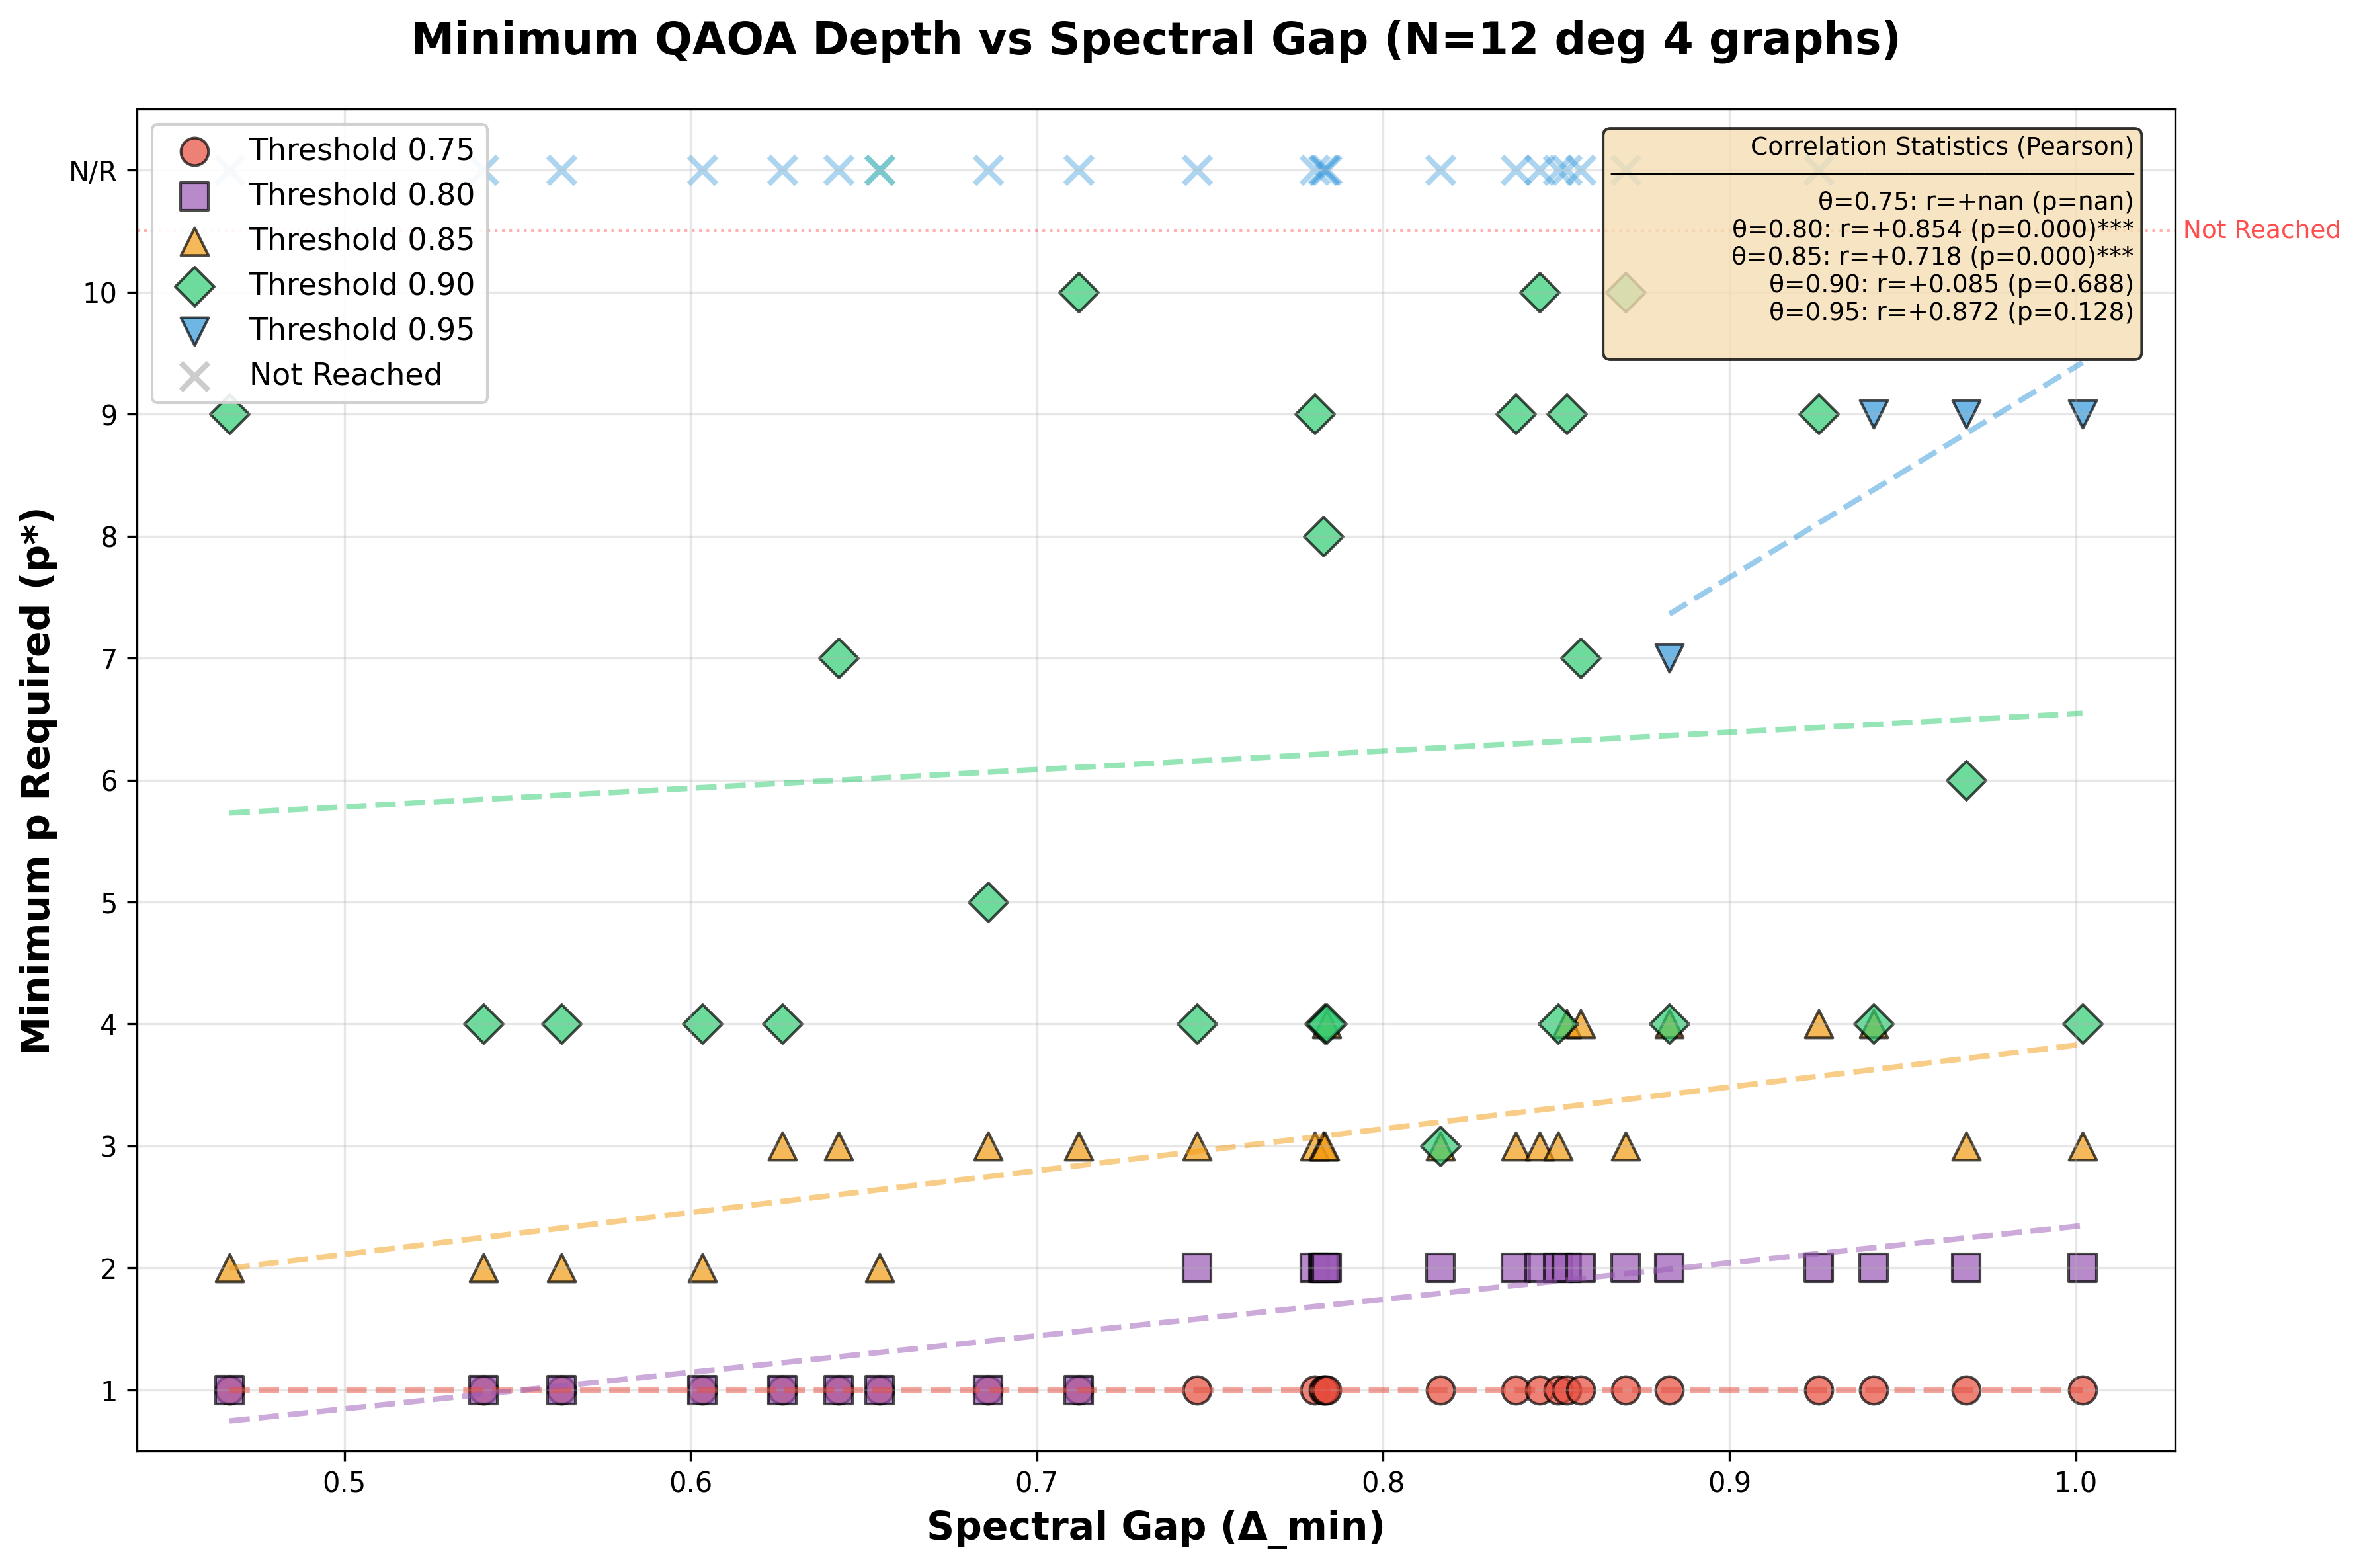 Minimum QAOA Depth vs Spectral Gap (N=12 deg 4 graphs)
Threshold 0.75
Threshold 0.80
Threshold 0.85
Threshold 0.90
Threshold 0.95
Not Reached
Correlation Statistics (Pearson)
θ=0.75: r=+nan (p=nan)
θ=0.80: r=+0.854 (p=0.000)***
θ=0.85: r=+0.718 (p=0.000)***
θ=0.90: r=+0.085 (p=0.688)
θ=0.95: r=+0.872 (p=0.128)
Not Reached
Minimum p Required (p*)
N/R
10
9
8
7
6
5
4
3
2
1
0.5 0.6 0.7 0.8 0.9 1.0
Spectral Gap (Δ_min)